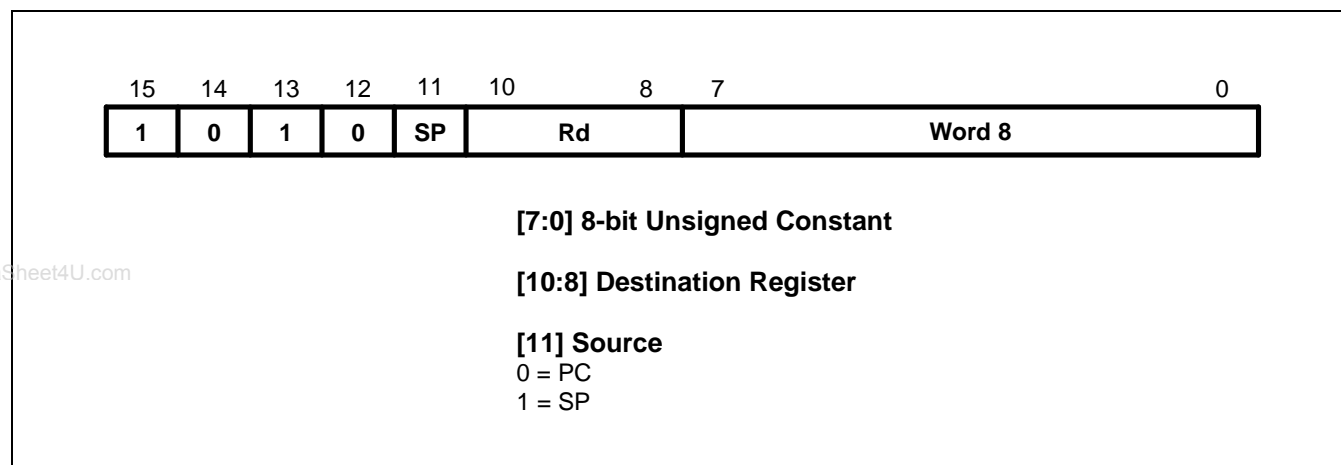 15 14 13 12 11 10 8 7 0
1 0 1 0 SP Rd Word 8
[7:0] 8-bit Unsigned Constant
Sheet4U.com
[10:8] Destination Register
[11] Source
0 = PC
1 = SP